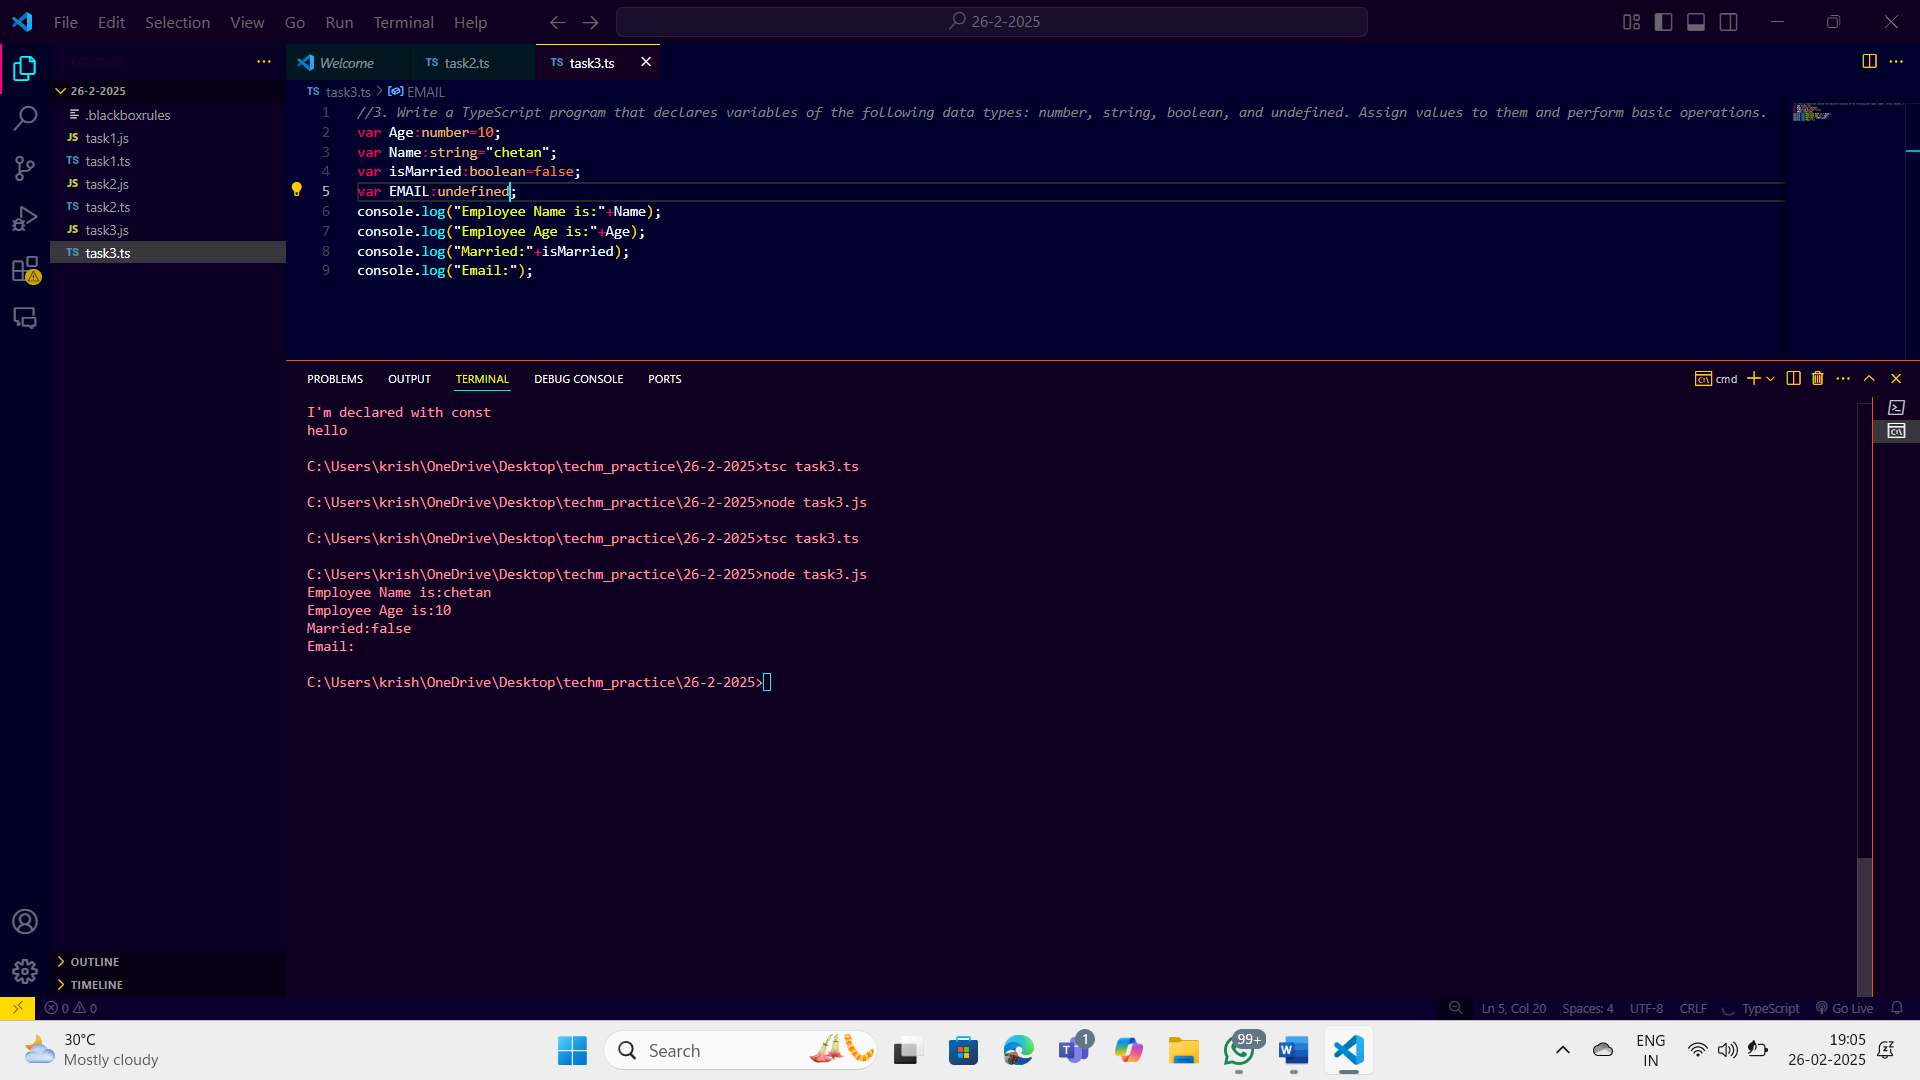 File Edit Selection View Go Run Terminal Help
26-2-2025
EXPLORER
26-2-2025
.blackboxrules
JS task1.js
TS task1.ts
JS task2.js
TS task2.ts
JS task3.js
TS task3.ts
OUTLINE
TIMELINE
Welcome TS task2.ts TS task3.ts
TS task3.ts > EMAIL
1 //3. Write a TypeScript program that declares variables of the following data types: number, string, boolean, and undefined. Assign values to them and perform basic operations.
2 var Age:number=10;
3 var Name:string="chetan";
4 var isMarried:boolean=false;
5 var EMAIL:undefined;
6 console.log("Employee Name is:"+Name);
7 console.log("Employee Age is:"+Age);
8 console.log("Married:"+isMarried);
9 console.log("Email:");
PROBLEMS OUTPUT TERMINAL DEBUG CONSOLE PORTS
cmd
I'm declared with const
hello
C:\Users\krish\OneDrive\Desktop\techm_practice\26-2-2025>tsc task3.ts
C:\Users\krish\OneDrive\Desktop\techm_practice\26-2-2025>node task3.js
C:\Users\krish\OneDrive\Desktop\techm_practice\26-2-2025>tsc task3.ts
C:\Users\krish\OneDrive\Desktop\techm_practice\26-2-2025>node task3.js
Employee Name is:chetan
Employee Age is:10
Married:false
Email:
C:\Users\krish\OneDrive\Desktop\techm_practice\26-2-2025>
0 0
Ln 5, Col 20 Spaces: 4 UTF-8 CRLF TypeScript Go Live
30°C
Mostly cloudy
Search
1
99+
ENG
IN
19:05
26-02-2025